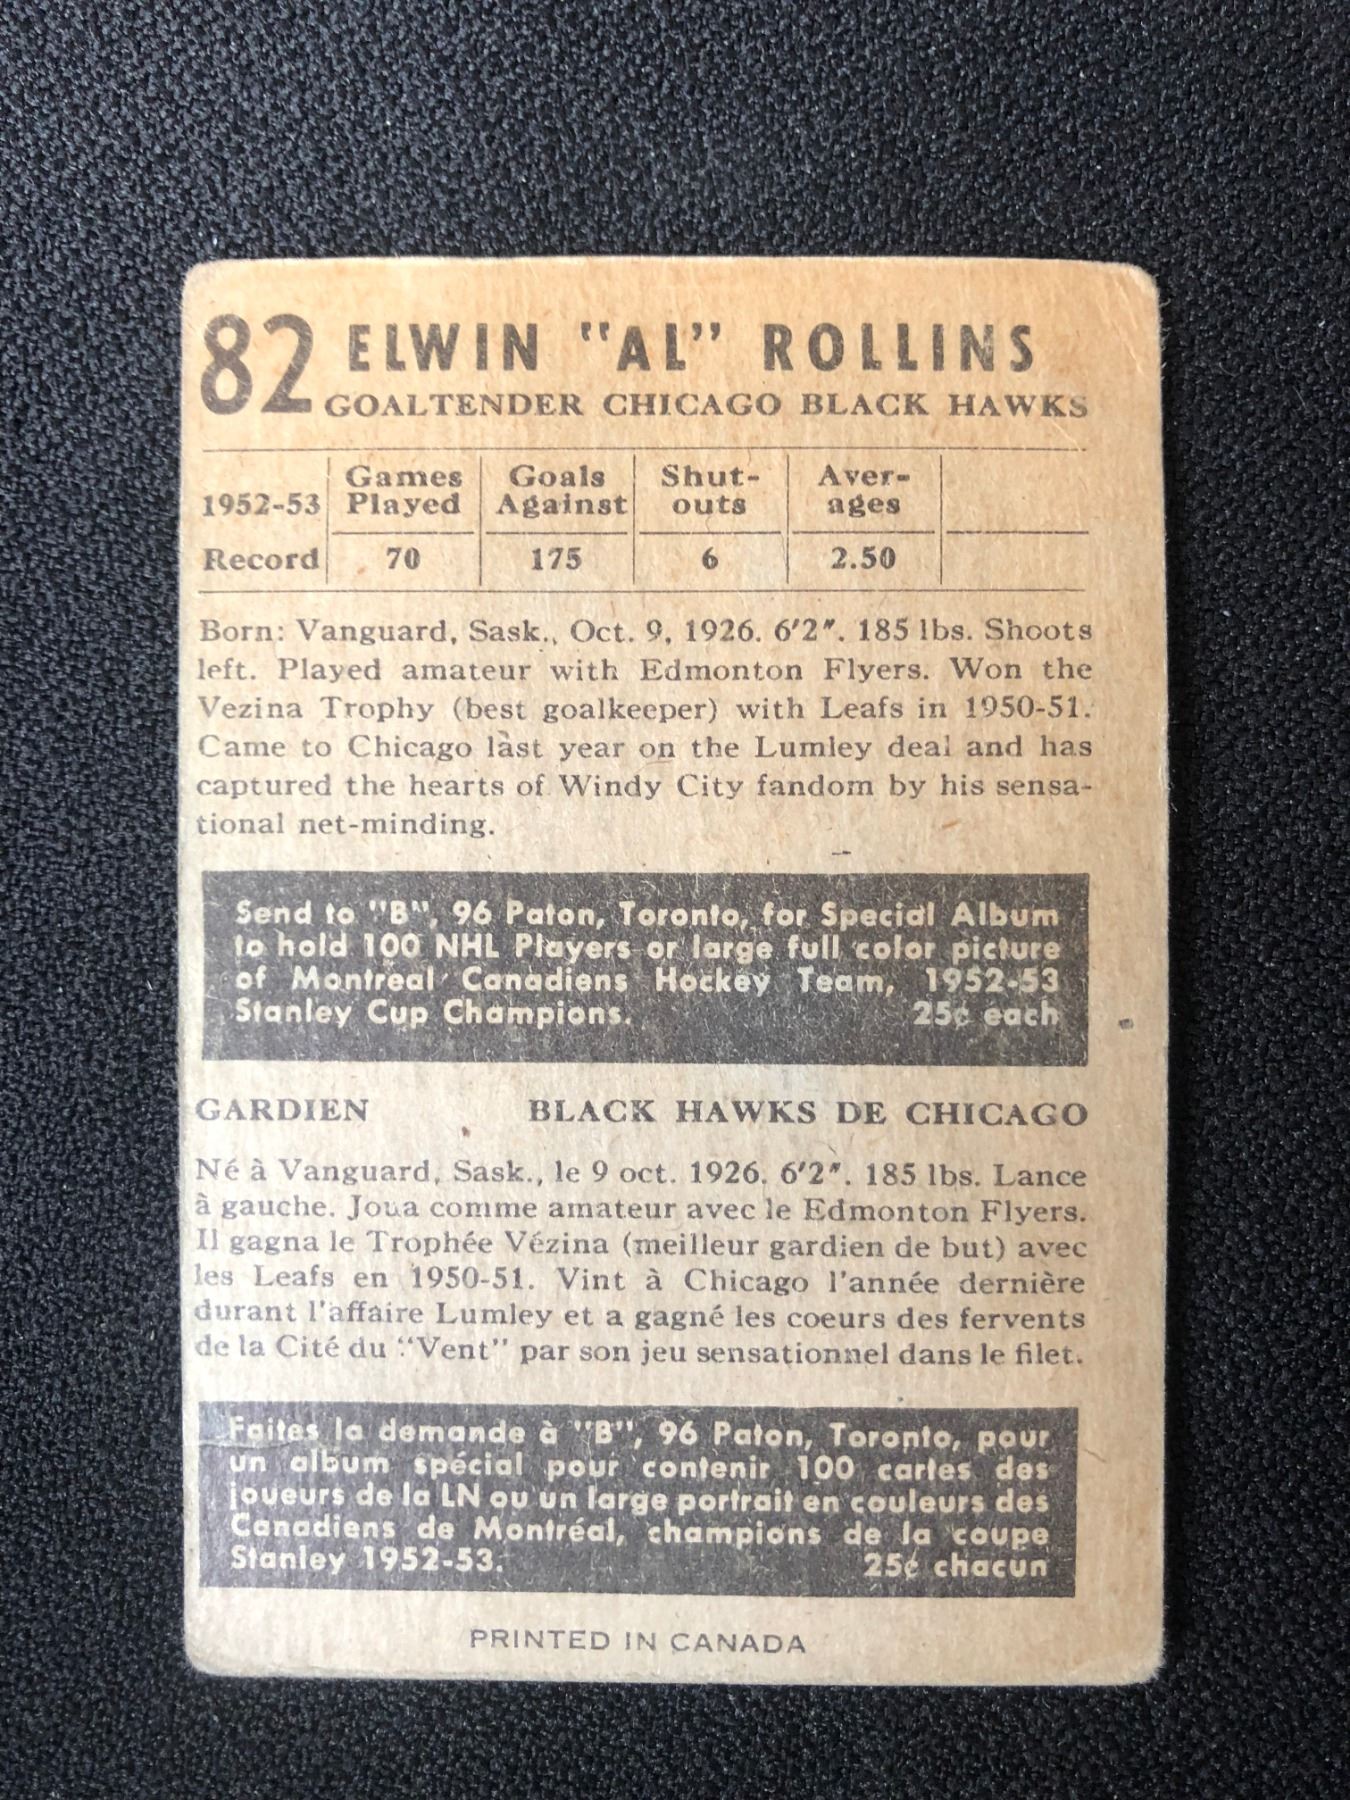 82 ELWIN "AL" ROLLINS
GOALTENDER CHICAGO BLACK HAWKS
1952-53 Games Played Goals Against Shut-outs Aver-ages
Record 70 175 6 2.50
Born: Vanguard, Sask., Oct. 9, 1926. 6'2". 185 lbs. Shoots
left. Played amateur with Edmonton Flyers. Won the
Vezina Trophy (best goalkeeper) with Leafs in 1950-51.
Came to Chicago last year on the Lumley deal and has
captured the hearts of Windy City fandom by his sensa-
tional net-minding.
Send to "B", 96 Paton, Toronto, for Special Album
to hold 100 NHL Players or large full color picture
of Montreal Canadiens Hockey Team, 1952-53
Stanley Cup Champions. 25¢ each
GARDIEN BLACK HAWKS DE CHICAGO
Né à Vanguard, Sask., le 9 oct. 1926. 6'2". 185 lbs. Lance
à gauche. Joua comme amateur avec le Edmonton Flyers.
Il gagna le Trophée Vézina (meilleur gardien de but) avec
les Leafs en 1950-51. Vint à Chicago l'année dernière
durant l'affaire Lumley et a gagné les coeurs des fervents
de la Cité du "Vent" par son jeu sensationnel dans le filet.
Faites la demande à "B", 96 Paton, Toronto, pour
un album spécial pour contenir 100 cartes des
joueurs de la LN ou un large portrait en couleurs des
Canadiens de Montréal, champions de la coupe
Stanley 1952-53. 25¢ chacun
PRINTED IN CANADA